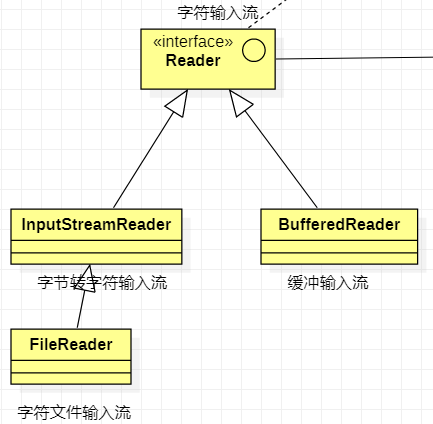 字符输入流
«interface»
Reader
InputStreamReader
BufferedReader
字节转字符输入流
缓冲输入流
FileReader
字符文件输入流